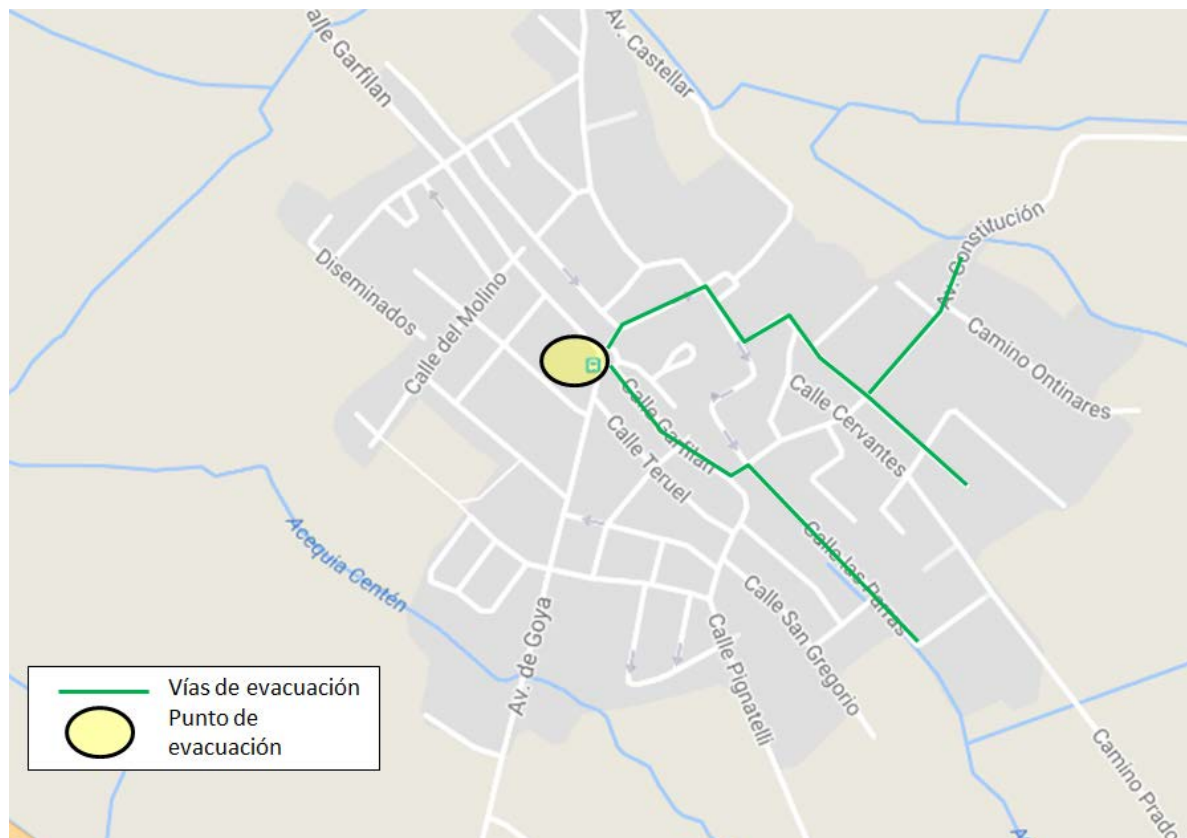 alle Garfilan
Av. Castellar
Av. Constitución
Diseminados
Calle del Molino
Camino Ontinares
Calle Cervantes
Calle Garfilan
Calle Teruel
Acequia Centén
Calle las Parras
Av. de Goya
Calle San Gregorio
Calle Pignatelli
Camino Prado
A
Vías de evacuación
Punto de
evacuación